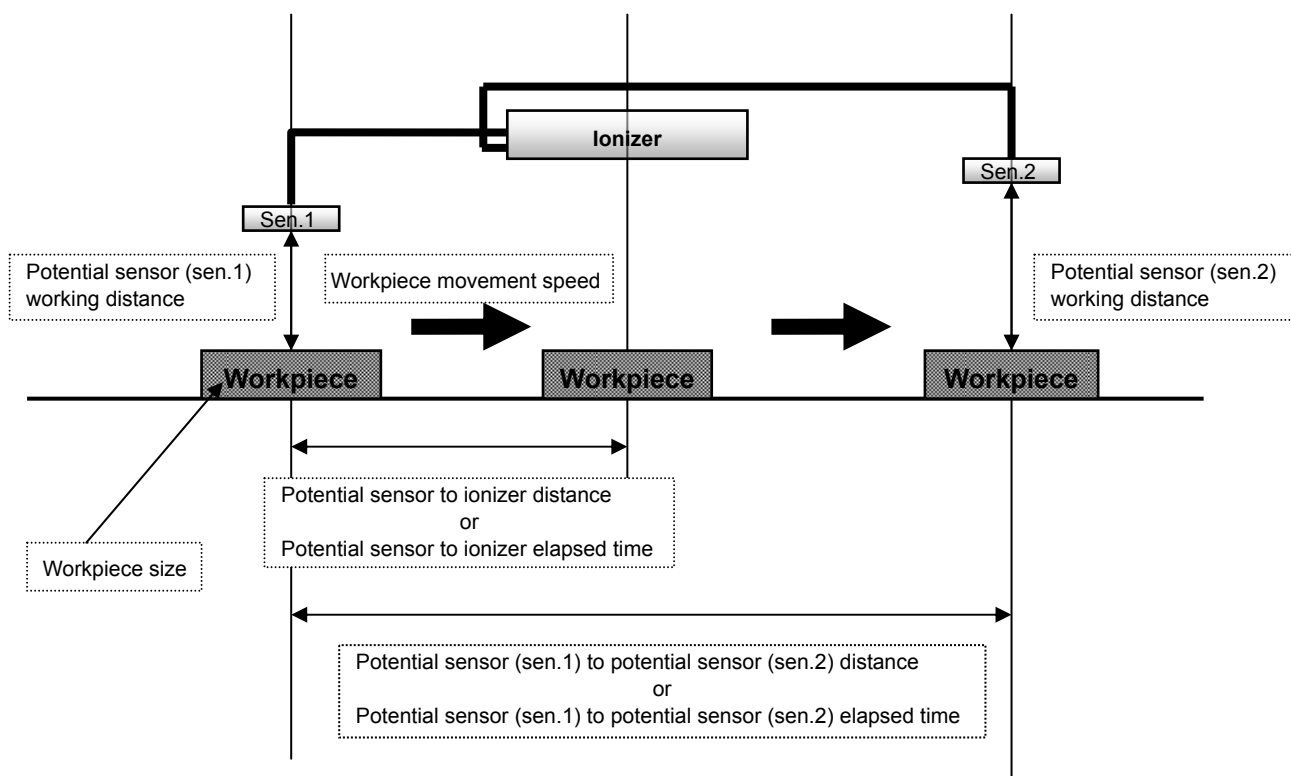 Ionizer
Sen.2
Sen.1
Potential sensor (sen.1)
working distance
Workpiece movement speed
Potential sensor (sen.2)
working distance
Workpiece
Workpiece
Workpiece
Potential sensor to ionizer distance
or
Potential sensor to ionizer elapsed time
Workpiece size
Potential sensor (sen.1) to potential sensor (sen.2) distance
or
Potential sensor (sen.1) to potential sensor (sen.2) elapsed time